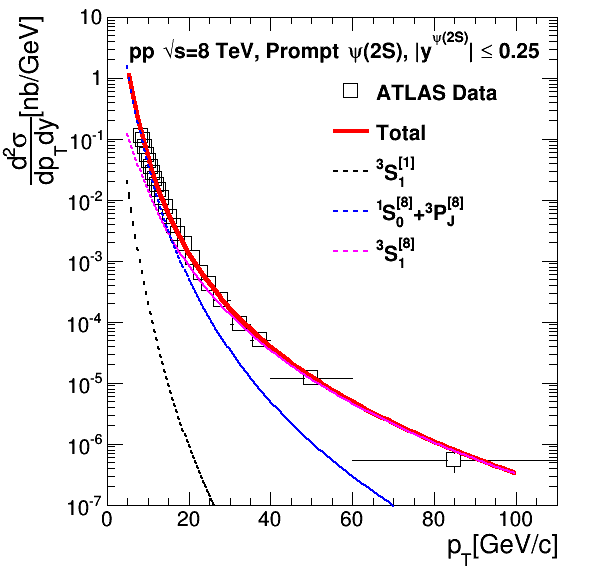 pp √s=8 TeV, Prompt ψ(2S), |y^ψ(2S)| ≤ 0.25
ATLAS Data
Total
³S₁^[1]
¹S₀^[8]+³P_J^[8]
³S₁^[8]
d²σ/dp_Tdy [nb/GeV]
10
1
10⁻¹
10⁻²
10⁻³
10⁻⁴
10⁻⁵
10⁻⁶
10⁻⁷
0 20 40 60 80 100
p_T[GeV/c]